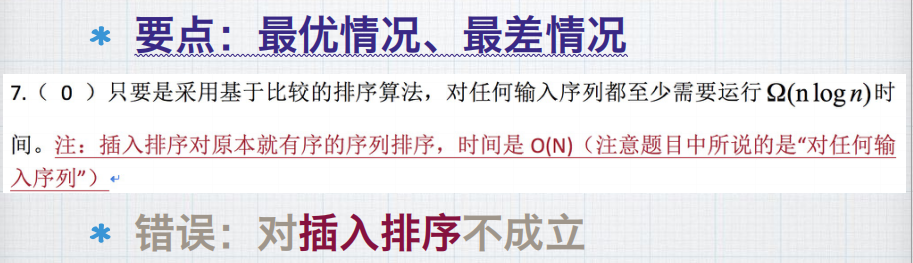 * 要点：最优情况、最差情况
7.（ 0 ）只要是采用基于比较的排序算法，对任何输入序列都至少需要运行Ω(n log n)时
间。注：插入排序对原本就有序的序列排序，时间是 O(N)（注意题目中所说的是“对任何输
入序列”）
* 错误：对插入排序不成立